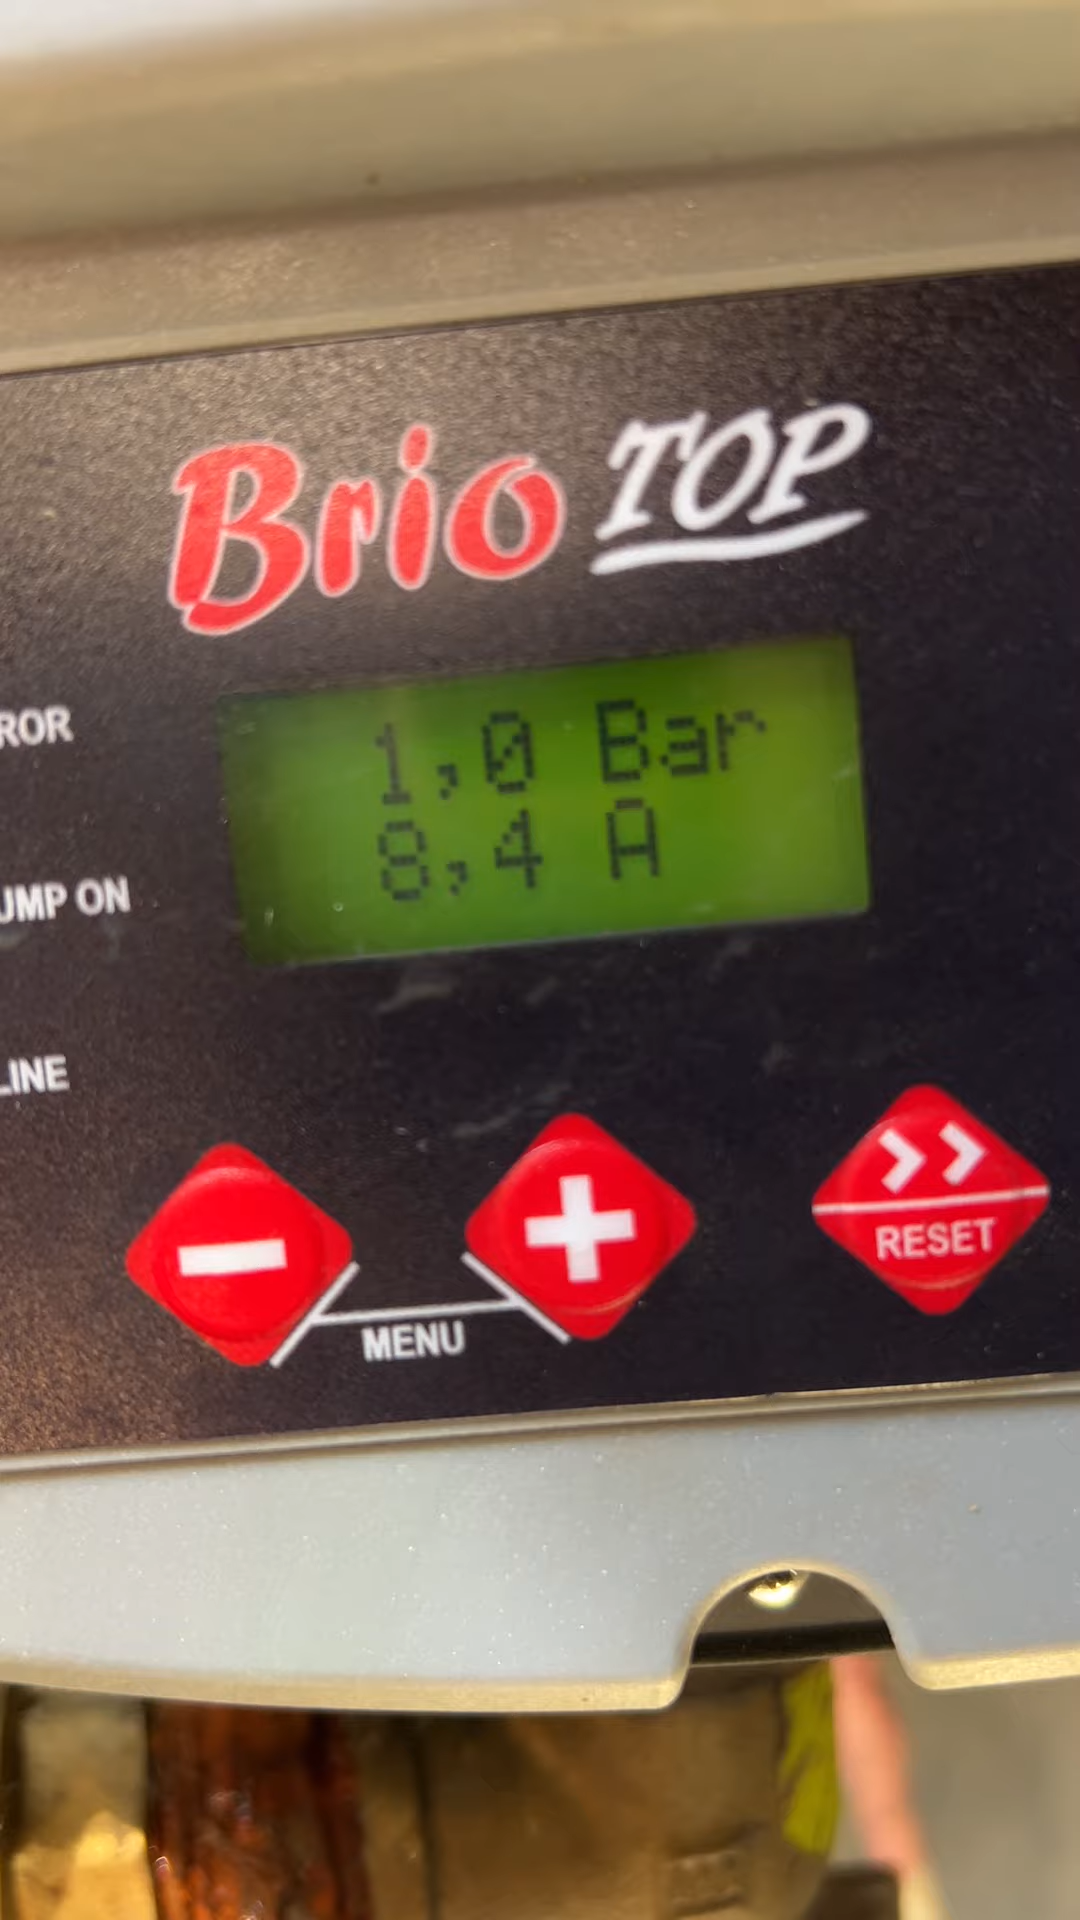 Brio TOP
ROR
1,0 Bar
8,4 A
UMP ON
LINE
MENU
RESET